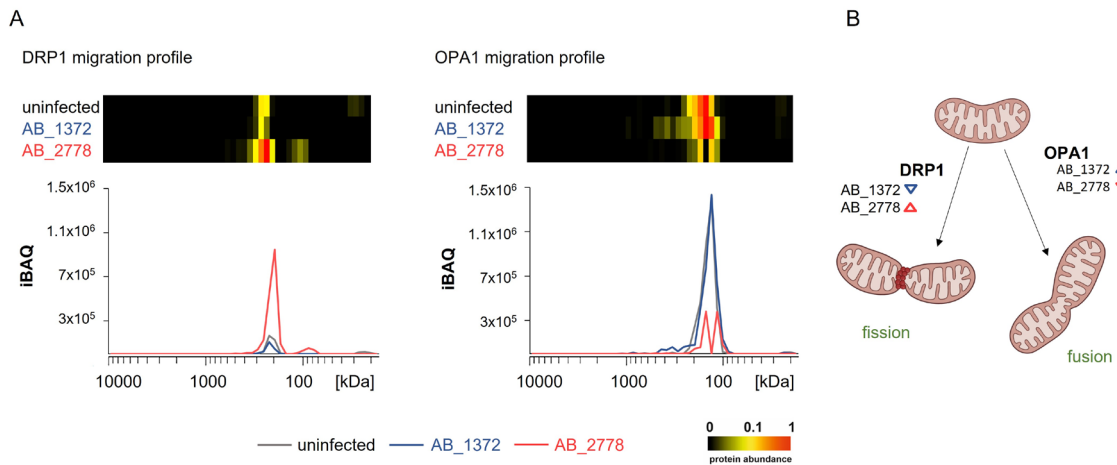 A
B
DRP1 migration profile
OPA1 migration profile
uninfected
AB_1372
AB_2778
uninfected
AB_1372
AB_2778
1.5x10⁶
1.1x10⁶
7x10⁵
3x10⁵
iBAQ
10000 1000 100 [kDa]
1.5x10⁶
1.1x10⁶
7x10⁵
3x10⁵
iBAQ
10000 1000 100 [kDa]
uninfected AB_1372 AB_2778
0 0.1 1
protein abundance
DRP1
AB_1372
AB_2778
OPA1
AB_1372
AB_2778
fission
fusion